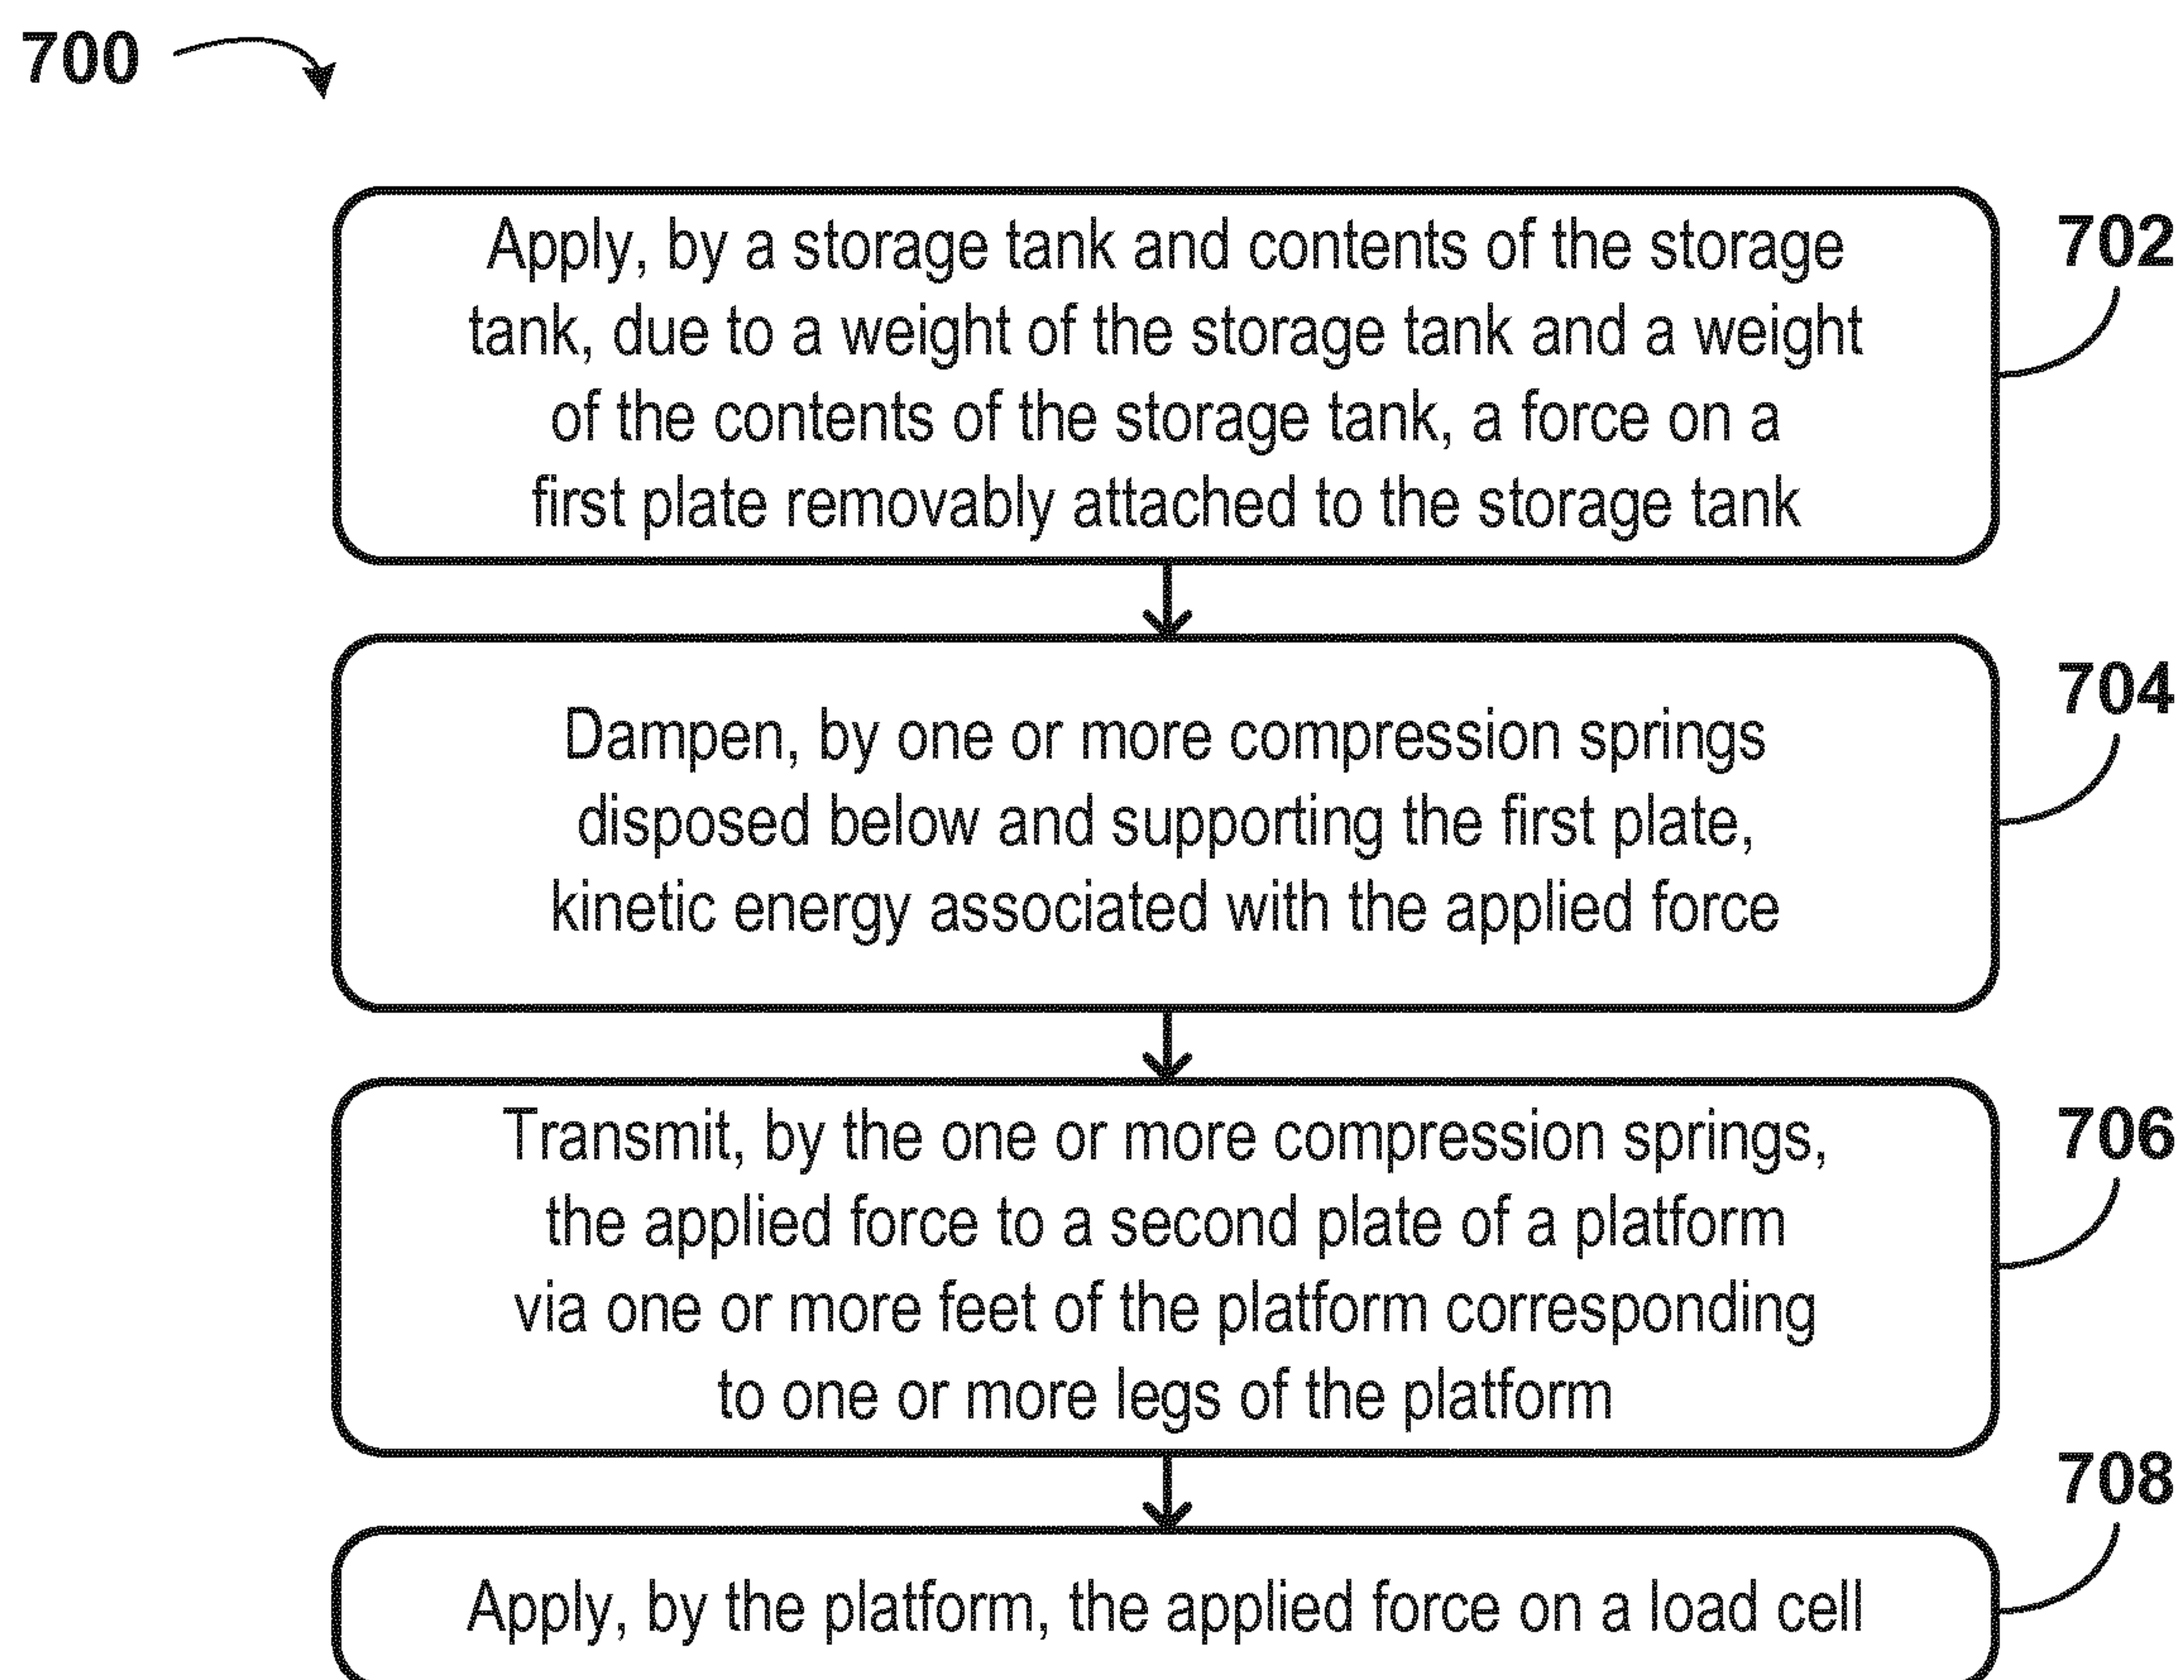 700
Apply, by a storage tank and contents of the storage
tank, due to a weight of the storage tank and a weight
of the contents of the storage tank, a force on a
first plate removably attached to the storage tank
702
Dampen, by one or more compression springs
disposed below and supporting the first plate,
kinetic energy associated with the applied force
704
Transmit, by the one or more compression springs,
the applied force to a second plate of a platform
via one or more feet of the platform corresponding
to one or more legs of the platform
706
Apply, by the platform, the applied force on a load cell
708